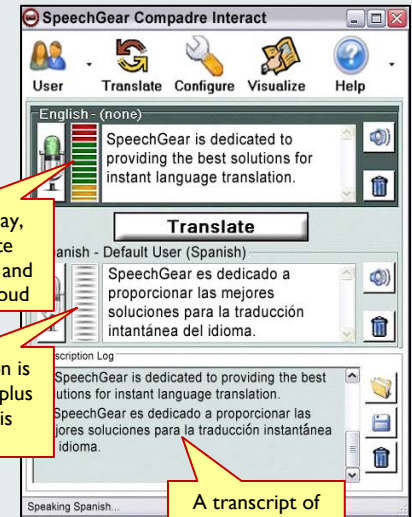 SpeechGear Compadre Interact
User Translate Configure Visualize Help
English - (none)
SpeechGear is dedicated to
providing the best solutions for
instant language translation.
Translate
anish - Default User (Spanish)
SpeechGear es dedicado a
proporcionar las mejores
soluciones para la traducción
intantánea del idioma.
ay,
te
and
oud
on is
plus
is
scription Log
SpeechGear is dedicated to providing the best
utions for instant language translation.
SpeechGear es dedicado a proporcionar las
jores soluciones para la traducción instantánea
idioma.
A transcript of
Speaking Spanish...